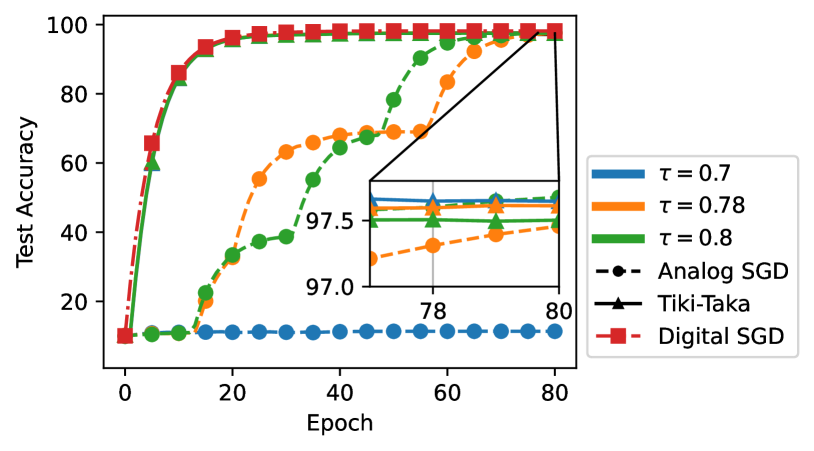 100
80
60
40
20
Test Accuracy
97.5
97.0
78
80
0
20
40
60
80
Epoch
τ = 0.7
τ = 0.78
τ = 0.8
Analog SGD
Tiki-Taka
Digital SGD